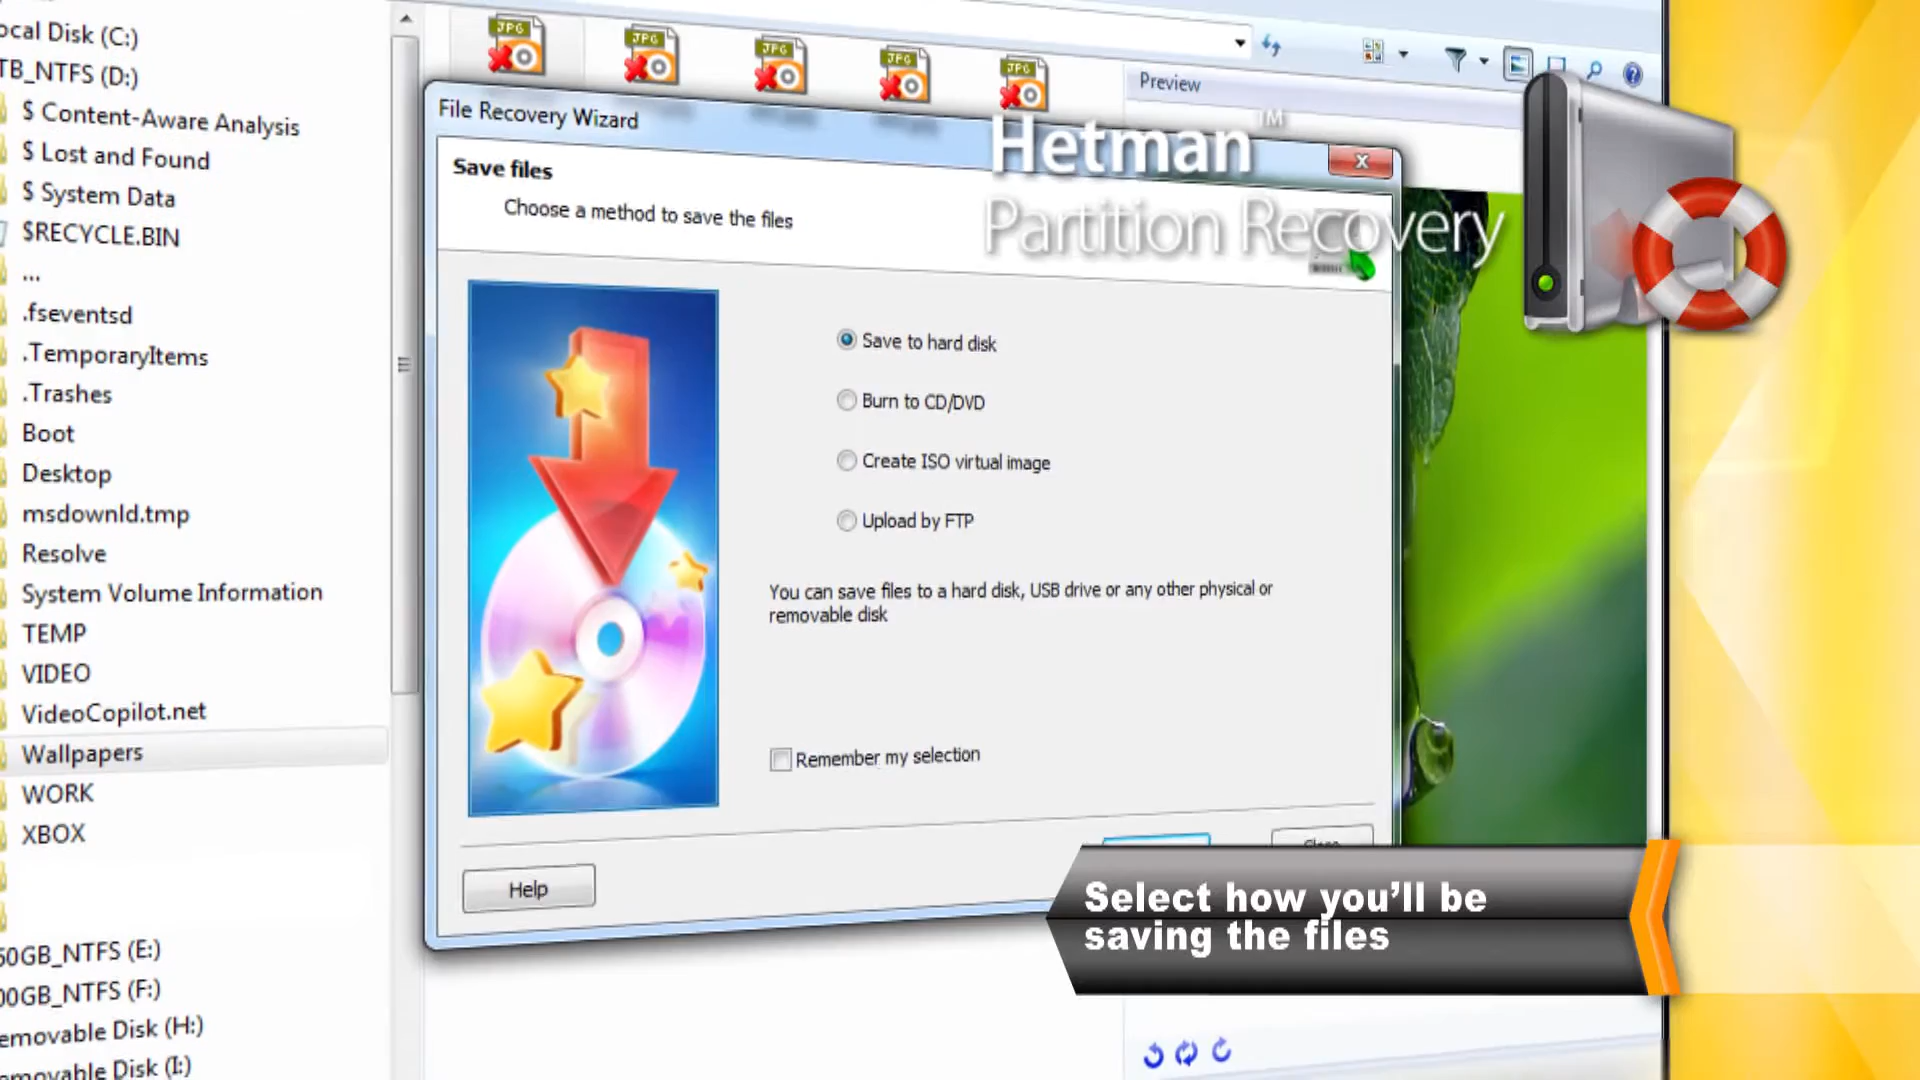 ocal Disk (C:)
TB_NTFS (D:)
$ Content-Aware Analysis
$ Lost and Found
$ System Data
$RECYCLE.BIN
...
.fseventsd
.TemporaryItems
.Trashes
Boot
Desktop
msdownld.tmp
Resolve
System Volume Information
TEMP
VIDEO
VideoCopilot.net
Wallpapers
WORK
XBOX
50GB_NTFS (E:)
00GB_NTFS (F:)
emovable Disk (H:)
emovable Disk (I:)
JPG
JPG
JPG
JPG
JPG
Preview
File Recovery Wizard
Save files
Choose a method to save the files
Hetman
TM
Partition Recovery
Save to hard disk
Burn to CD/DVD
Create ISO virtual image
Upload by FTP
You can save files to a hard disk, USB drive or any other physical or
removable disk
Remember my selection
Help
Select how you'll be
saving the files